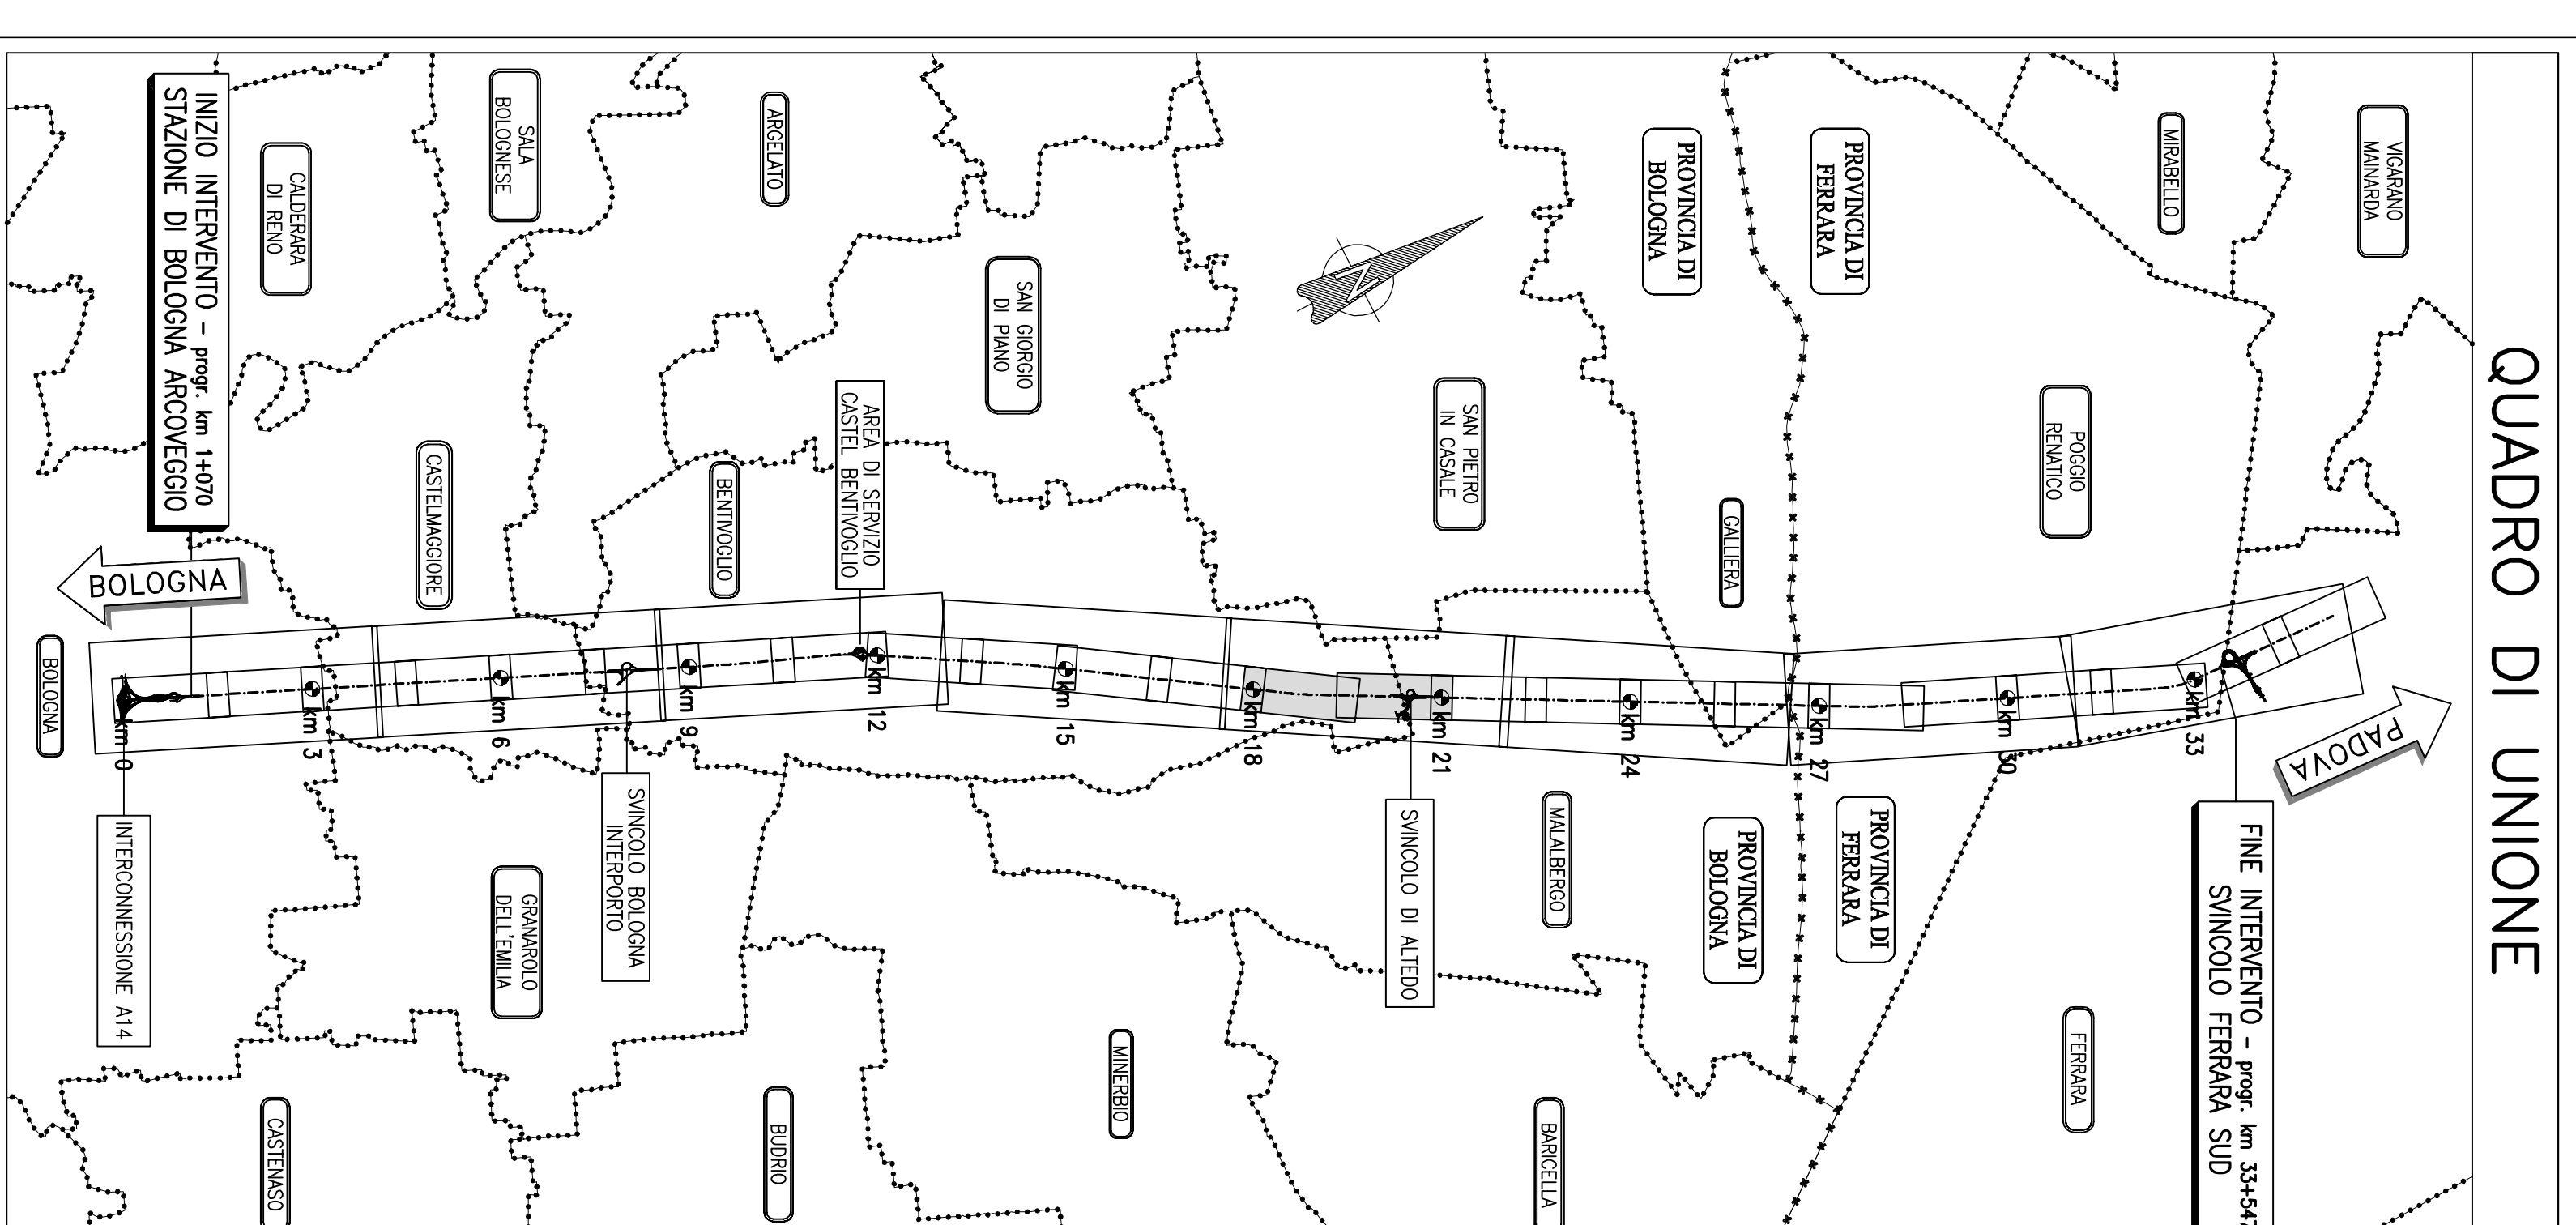 QUADRO DI UNIONE
VIGARANO
MAINARDA
MIRABELLO
PROVINCIA DI
FERRARA
PROVINCIA DI
BOLOGNA
POGGIO
RENATICO
GALLIERA
SAN PIETRO
IN CASALE
SAN GIORGIO
DI PIANO
ARGELATO
SALA
BOLOGNESE
CALDERARA
DI RENO
INIZIO INTERVENTO - progr. km 1+070
STAZIONE DI BOLOGNA ARCOVEGGIO
CASTELMAGGIORE
BENTIVOGLIO
AREA DI SERVIZIO
CASTEL BENTIVOGLIO
N
BOLOGNA
PADOVA
BOLOGNA
km 0
km 3
km 6
km 9
km 12
km 15
km 18
km 21
km 24
km 27
km 30
km 33
INTERCONNESSIONE A14
SVINCOLO BOLOGNA
INTERPORTO
SVINCOLO DI ALTEDO
FINE INTERVENTO - progr. km 33+547
SVINCOLO FERRARA SUD
PROVINCIA DI
FERRARA
PROVINCIA DI
BOLOGNA
MALALBERGO
GRANAROLO
DELL'EMILIA
FERRARA
MINERBIO
BUDRIO
BARICELLA
CASTENASO